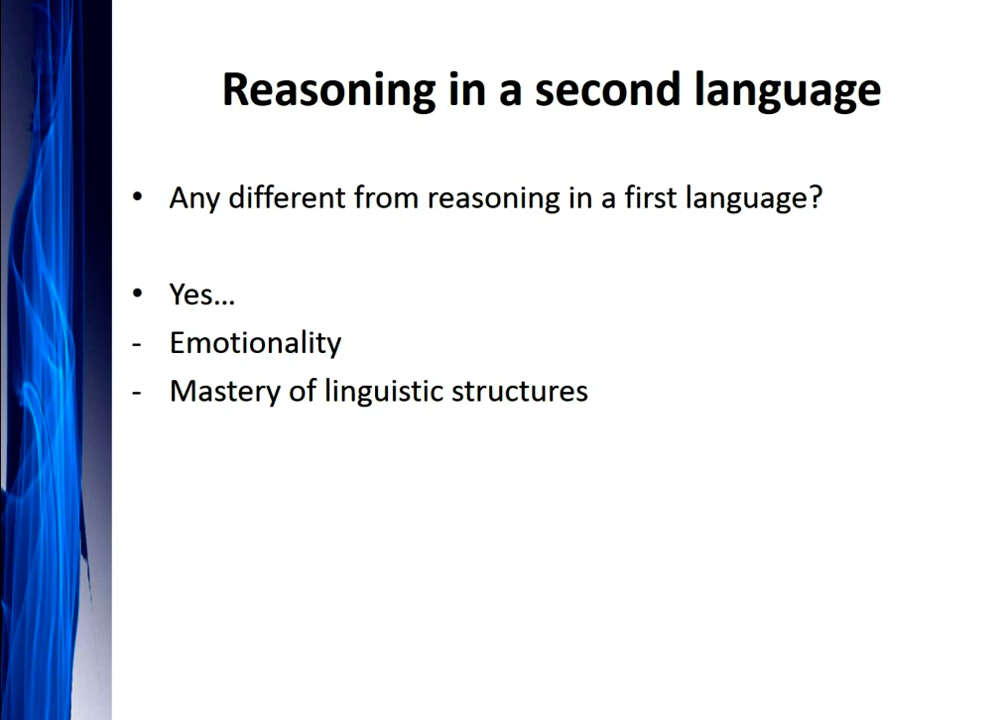 Reasoning in a second language
• Any different from reasoning in a first language?
• Yes...
- Emotionality
- Mastery of linguistic structures